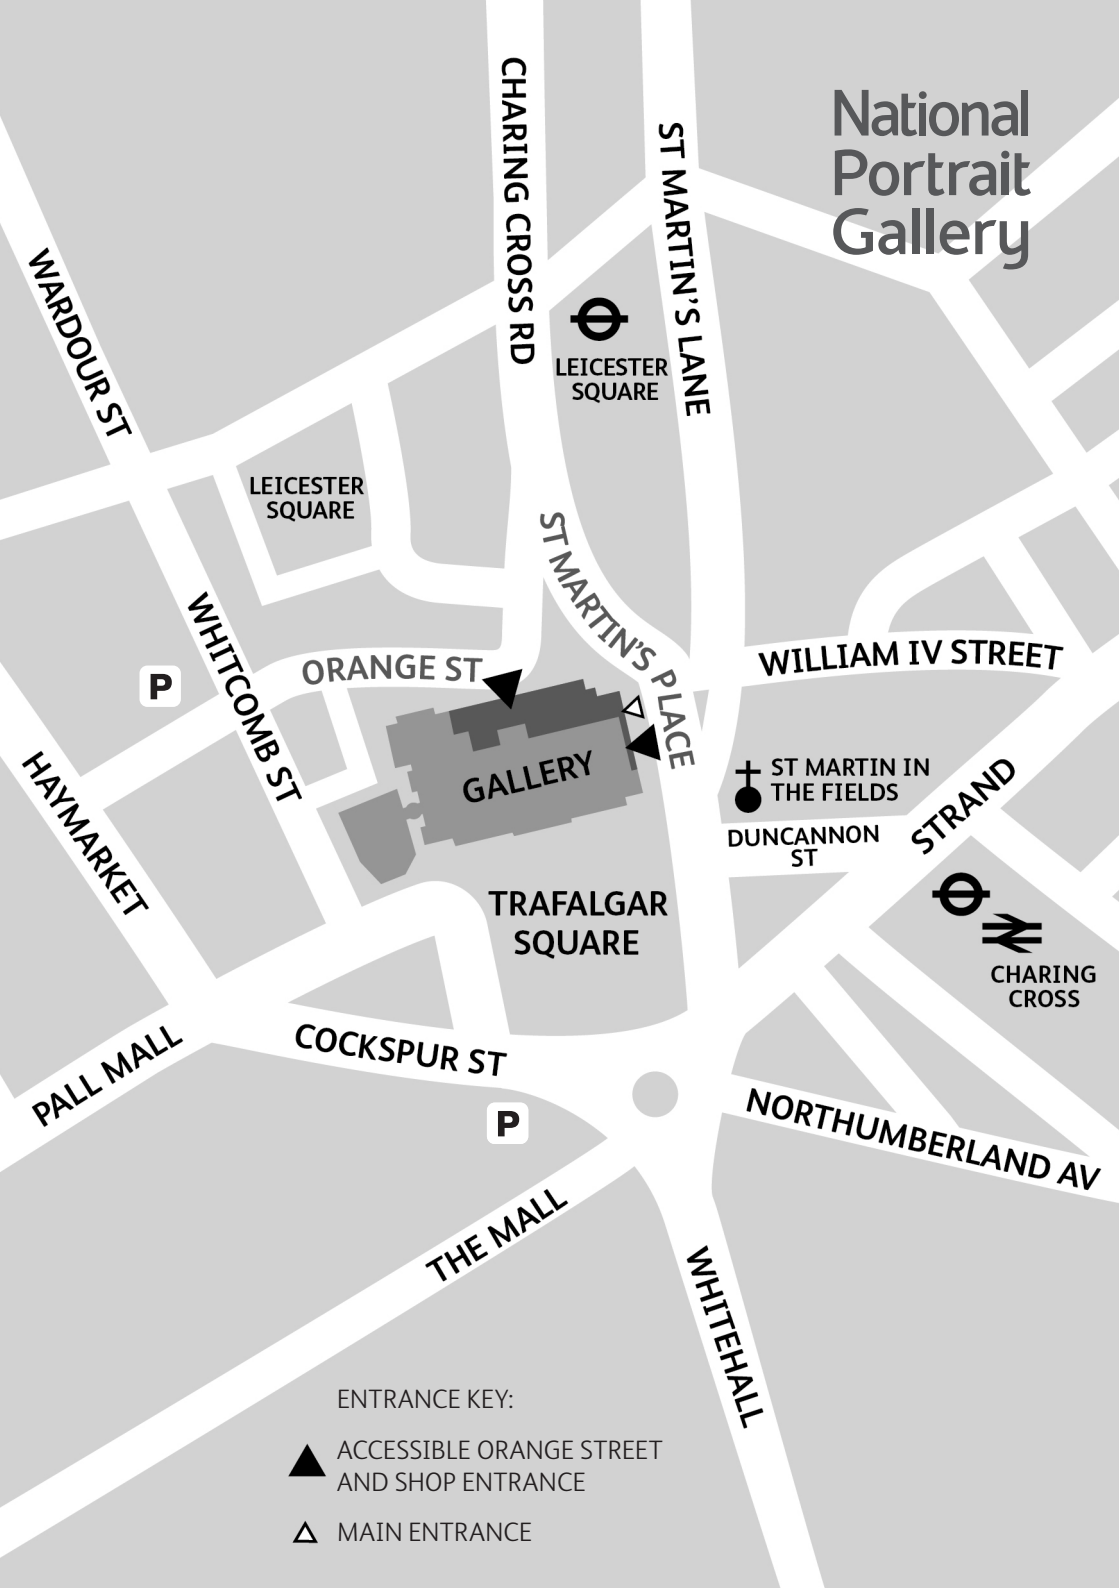 National
Portrait
Gallery
CHARING CROSS RD
ST MARTIN'S LANE
WARDOUR ST
LEICESTER
SQUARE
LEICESTER
SQUARE
ST MARTIN'S PLACE
WHITCOMB ST
ORANGE ST
WILLIAM IV STREET
P
GALLERY
HAYMARKET
ST MARTIN IN
THE FIELDS
STRAND
DUNCANNON
ST
TRAFALGAR
SQUARE
CHARING
CROSS
PALL MALL
COCKSPUR ST
P
NORTHUMBERLAND AV
THE MALL
WHITEHALL
ENTRANCE KEY:
ACCESSIBLE ORANGE STREET
AND SHOP ENTRANCE
MAIN ENTRANCE